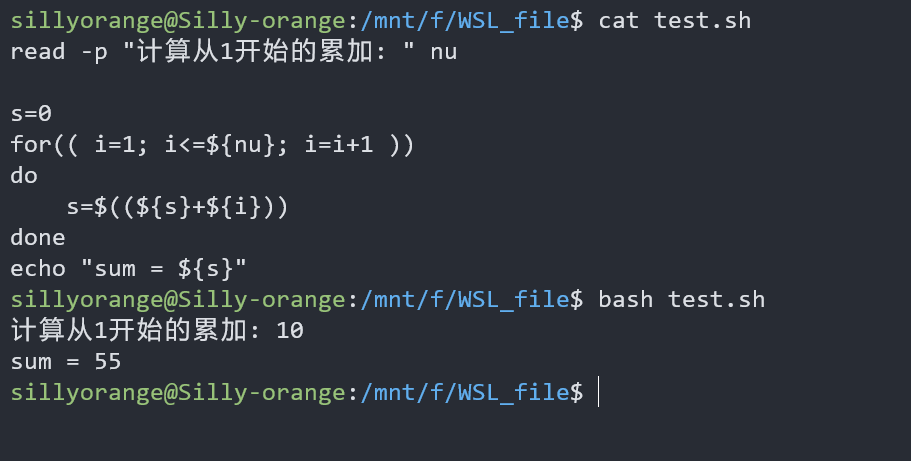 sillyorange@Silly-orange:/mnt/f/WSL_file$ cat test.sh
read -p "计算从1开始的累加: " nu
s=0
for(( i=1; i<=${nu}; i=i+1 ))
do
    s=$((${s}+${i}))
done
echo "sum = ${s}"
sillyorange@Silly-orange:/mnt/f/WSL_file$ bash test.sh
计算从1开始的累加: 10
sum = 55
sillyorange@Silly-orange:/mnt/f/WSL_file$